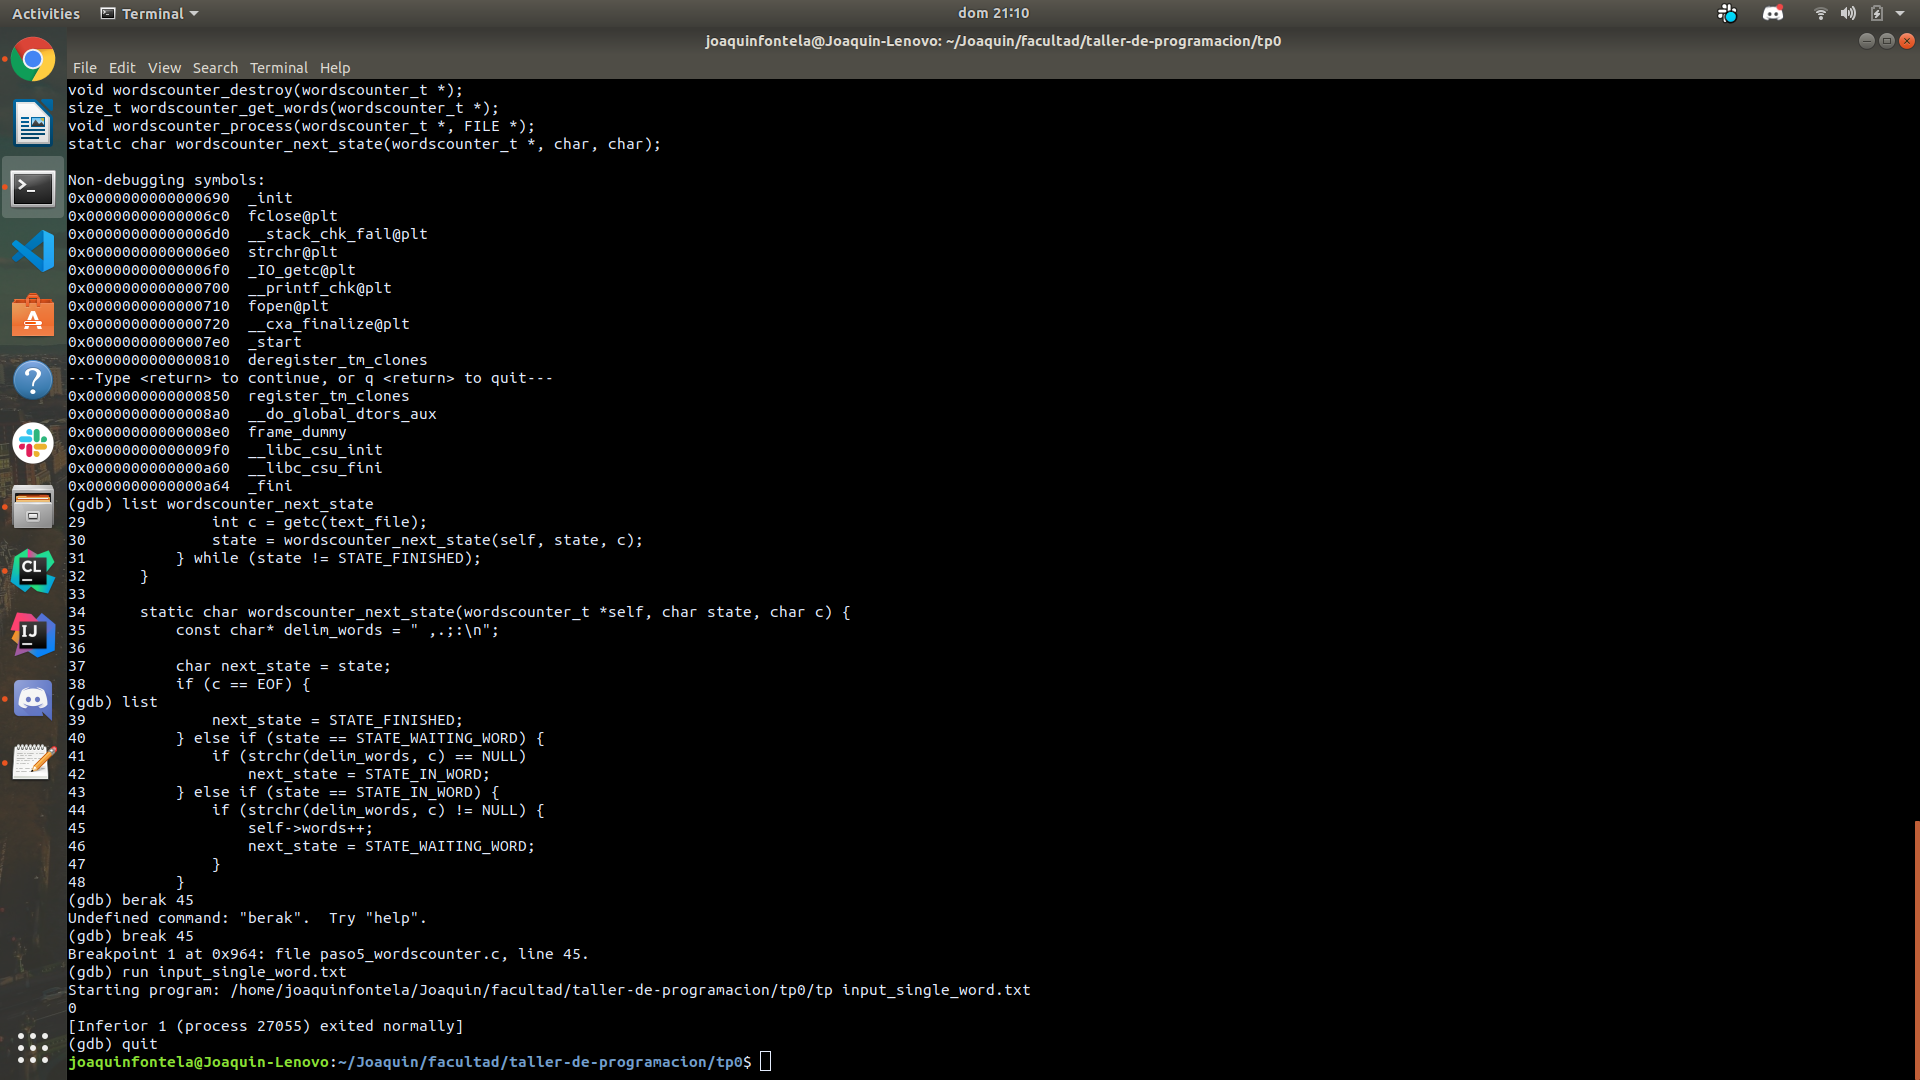 Activities Terminal dom 21:10
joaquinfontela@Joaquin-Lenovo: ~/Joaquin/facultad/taller-de-programacion/tp0
File Edit View Search Terminal Help
void wordscounter_destroy(wordscounter_t *);
size_t wordscounter_get_words(wordscounter_t *);
void wordscounter_process(wordscounter_t *, FILE *);
static char wordscounter_next_state(wordscounter_t *, char, char);
Non-debugging symbols:
0x0000000000000690  _init
0x00000000000006c0  fclose@plt
0x00000000000006d0  __stack_chk_fail@plt
0x00000000000006e0  strchr@plt
0x00000000000006f0  _IO_getc@plt
0x0000000000000700  __printf_chk@plt
0x0000000000000710  fopen@plt
0x0000000000000720  __cxa_finalize@plt
0x00000000000007e0  _start
0x0000000000000810  deregister_tm_clones
---Type <return> to continue, or q <return> to quit---
0x0000000000000850  register_tm_clones
0x00000000000008a0  __do_global_dtors_aux
0x00000000000008e0  frame_dummy
0x00000000000009f0  __libc_csu_init
0x0000000000000a60  __libc_csu_fini
0x0000000000000a64  _fini
(gdb) list wordscounter_next_state
29              int c = getc(text_file);
30              state = wordscounter_next_state(self, state, c);
31          } while (state != STATE_FINISHED);
32      }
33
34      static char wordscounter_next_state(wordscounter_t *self, char state, char c) {
35          const char* delim_words = " ,.;:\n";
36
37          char next_state = state;
38          if (c == EOF) {
(gdb) list
39              next_state = STATE_FINISHED;
40          } else if (state == STATE_WAITING_WORD) {
41              if (strchr(delim_words, c) == NULL)
42                  next_state = STATE_IN_WORD;
43          } else if (state == STATE_IN_WORD) {
44              if (strchr(delim_words, c) != NULL) {
45                  self->words++;
46                  next_state = STATE_WAITING_WORD;
47              }
48          }
(gdb) berak 45
Undefined command: "berak".  Try "help".
(gdb) break 45
Breakpoint 1 at 0x964: file paso5_wordscounter.c, line 45.
(gdb) run input_single_word.txt
Starting program: /home/joaquinfontela/Joaquin/facultad/taller-de-programacion/tp0/tp input_single_word.txt
0
[Inferior 1 (process 27055) exited normally]
(gdb) quit
joaquinfontela@Joaquin-Lenovo:~/Joaquin/facultad/taller-de-programacion/tp0$
CL
IJ